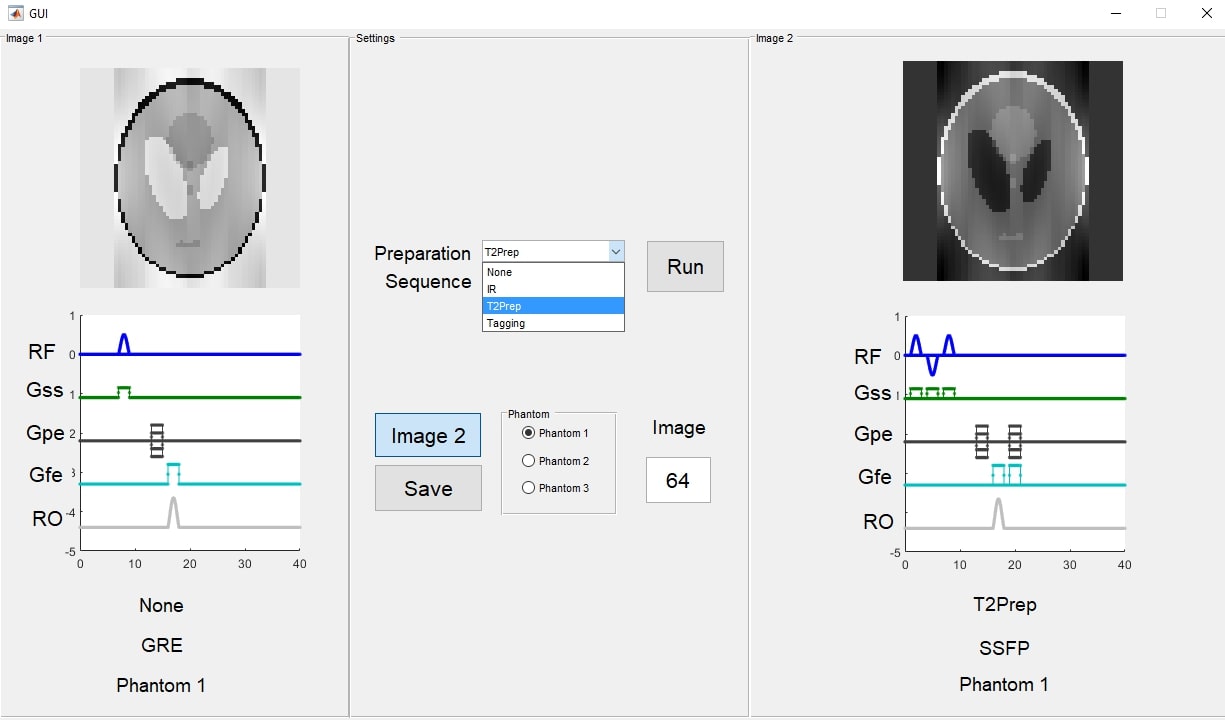 GUI
Image 1
Settings
Image 2
Preparation
Sequence
T2Prep
None
IR
T2Prep
Tagging
Run
Image 2
Save
Phantom
Phantom 1
Phantom 2
Phantom 3
Image
64
1
RF 0
Gss 1
Gpe 2
Gfe 3
RO -4
-5
0 10 20 30 40
None
GRE
Phantom 1
1
RF 0
Gss 1
Gpe
Gfe
RO
-5
0 10 20 30 40
T2Prep
SSFP
Phantom 1